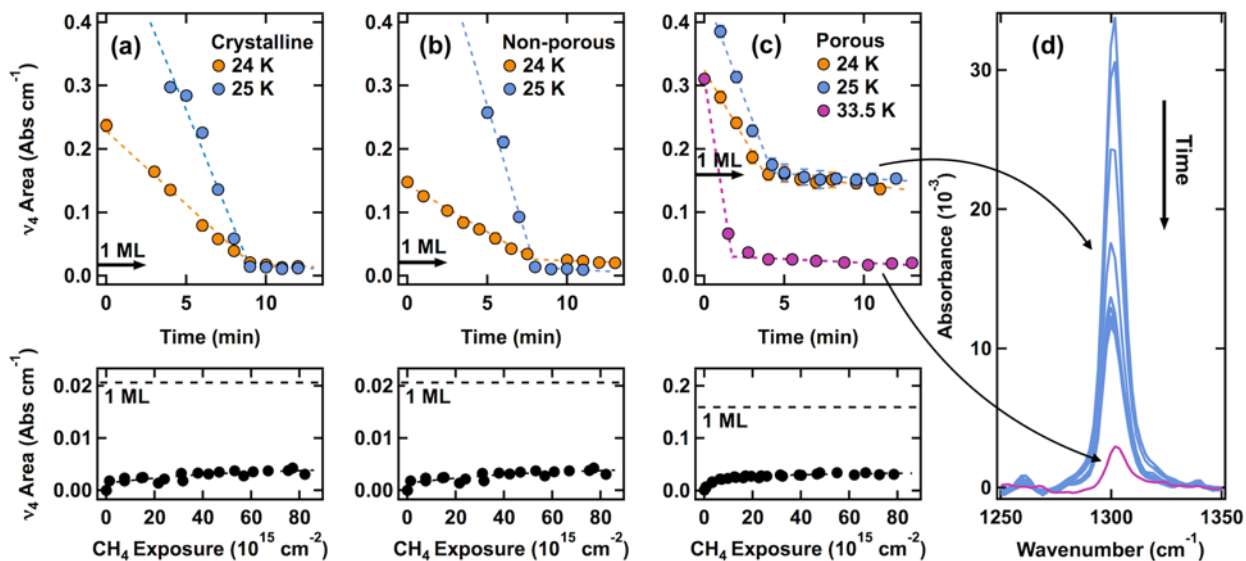 (a)
Crystalline
24 K
25 K
1 ML
0.4
0.3
0.2
0.1
0.0
0
5
10
ν₄ Area (Abs cm⁻¹)
Time (min)
(b)
Non-porous
24 K
25 K
1 ML
0.4
0.3
0.2
0.1
0.0
0
5
10
Time (min)
(c)
Porous
24 K
25 K
33.5 K
1 ML
0.4
0.3
0.2
0.1
0.0
0
5
10
Time (min)
(d)
Time
30
20
10
0
Absorbance (10⁻³)
1250
1300
1350
Wavenumber (cm⁻¹)
1 ML
0.02
0.01
0.00
0
20
40
60
80
ν₄ Area (Abs cm⁻¹)
CH₄ Exposure (10¹⁵ cm⁻²)
1 ML
0.02
0.01
0.00
0
20
40
60
80
CH₄ Exposure (10¹⁵ cm⁻²)
1 ML
0.2
0.1
0.0
0
20
40
60
80
CH₄ Exposure (10¹⁵ cm⁻²)